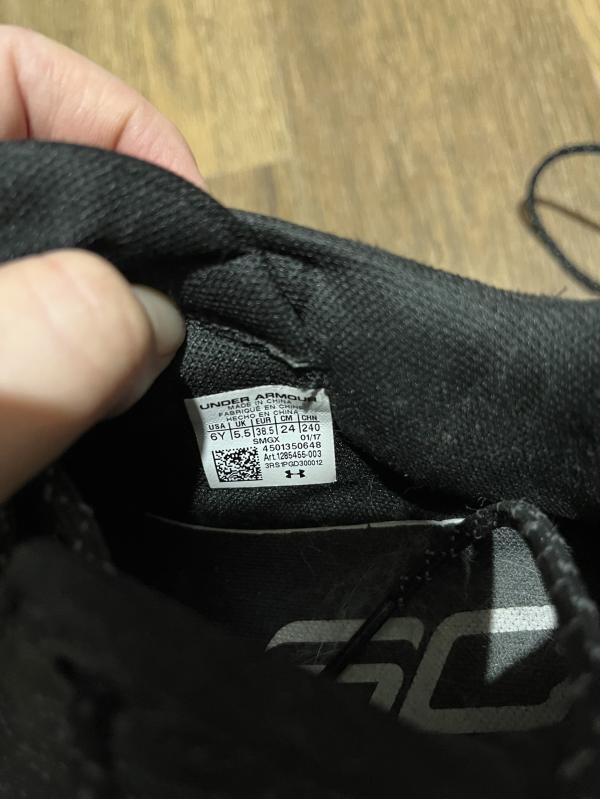 UNDER ARMOUR
MADE IN CHINA
FABRIQUÉ EN CHINE
HECHO EN CHINA
USA UK EUR CM CHN
6Y 5.5 38.5 24 240
SMGX 01/17
4501350648
Art.1285455-003
3RS1PGD300012
SC